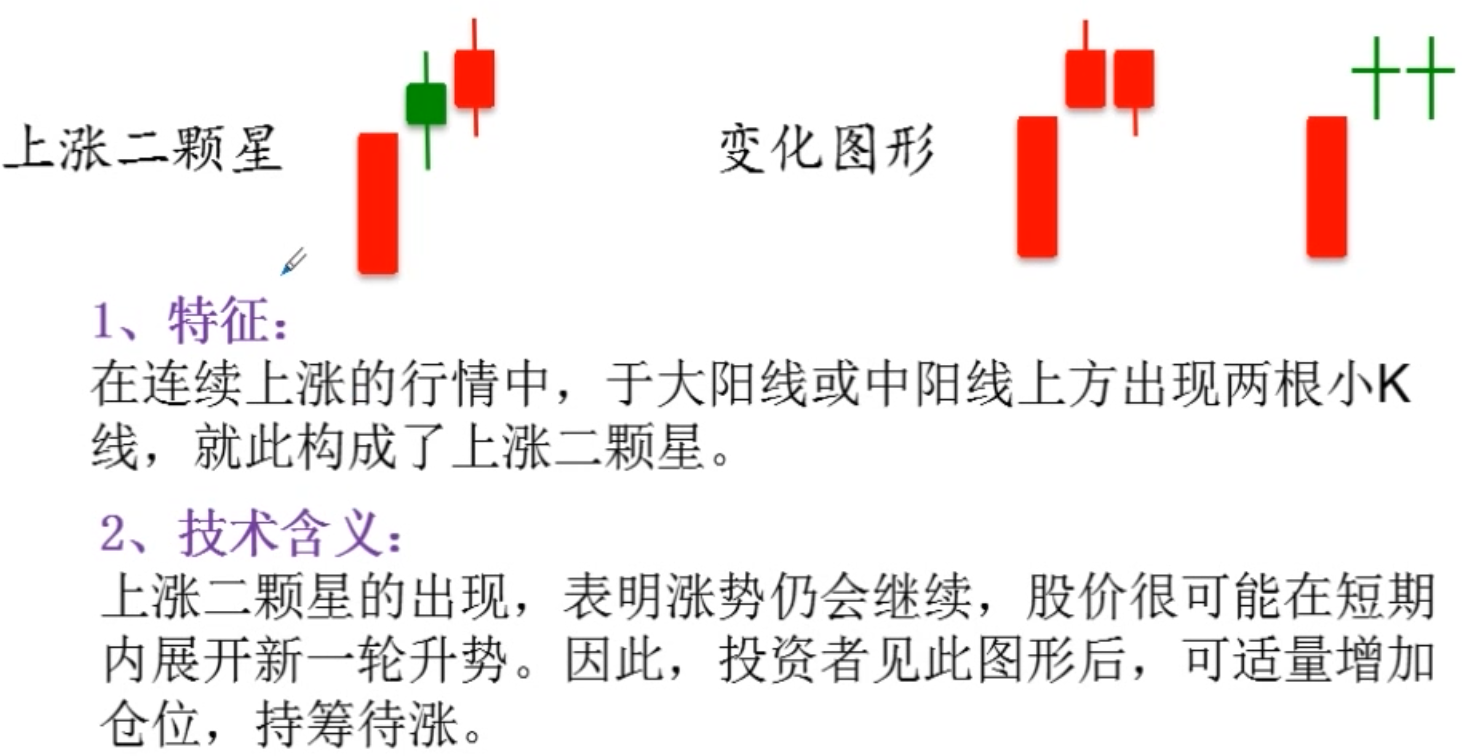 上涨二颗星
变化图形
1、特征：
在连续上涨的行情中，于大阳线或中阳线上方出现两根小K
线，就此构成了上涨二颗星。
2、技术含义：
上涨二颗星的出现，表明涨势仍会继续，股价很可能在短期
内展开新一轮升势。因此，投资者见此图形后，可适量增加
仓位，持筹待涨。